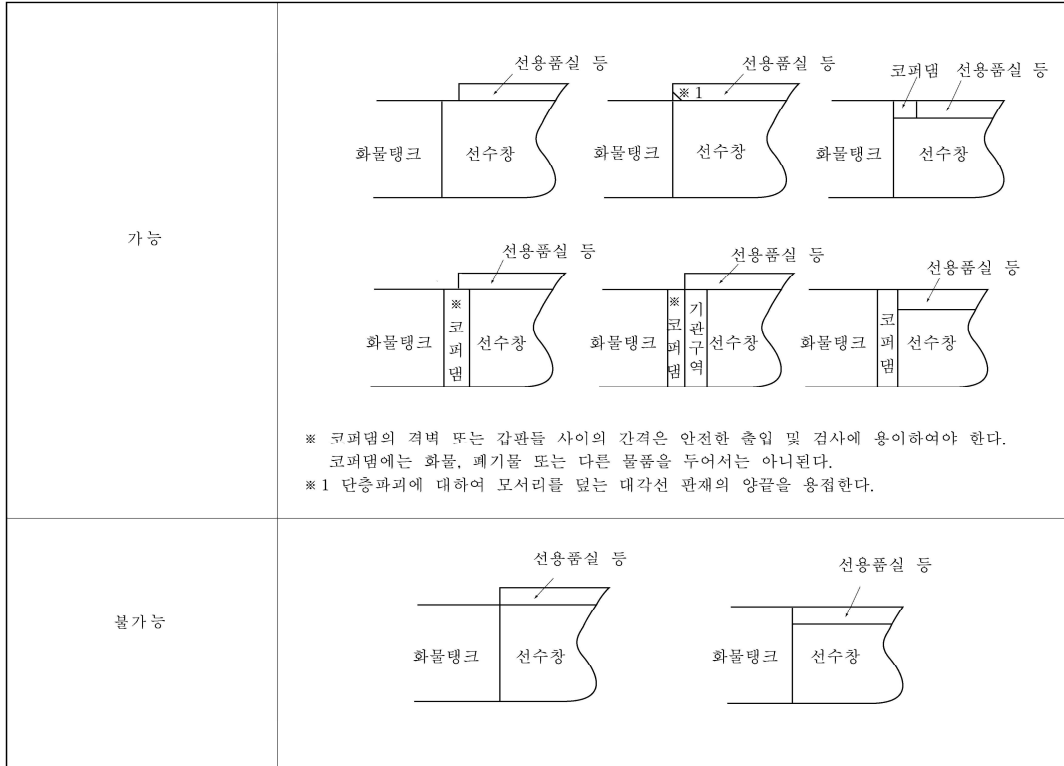 가능
선용품실 등
화물탱크
선수창
선용품실 등
※ 1
화물탱크
선수창
코퍼댐
선용품실 등
화물탱크
선수창
선용품실 등
화물탱크
※ 코퍼댐
선수창
선용품실 등
화물탱크
※ 코퍼댐
기관구역
선수창
선용품실 등
화물탱크
코퍼댐
선수창
※ 코퍼댐의 격벽 또는 갑판들 사이의 간격은 안전한 출입 및 검사에 용이하여야 한다.
코퍼댐에는 화물, 폐기물 또는 다른 물품을 두어서는 아니된다.
※1 단층파괴에 대하여 모서리를 덮는 대각선 판재의 양끝을 용접한다.
불가능
선용품실 등
화물탱크
선수창
선용품실 등
화물탱크
선수창